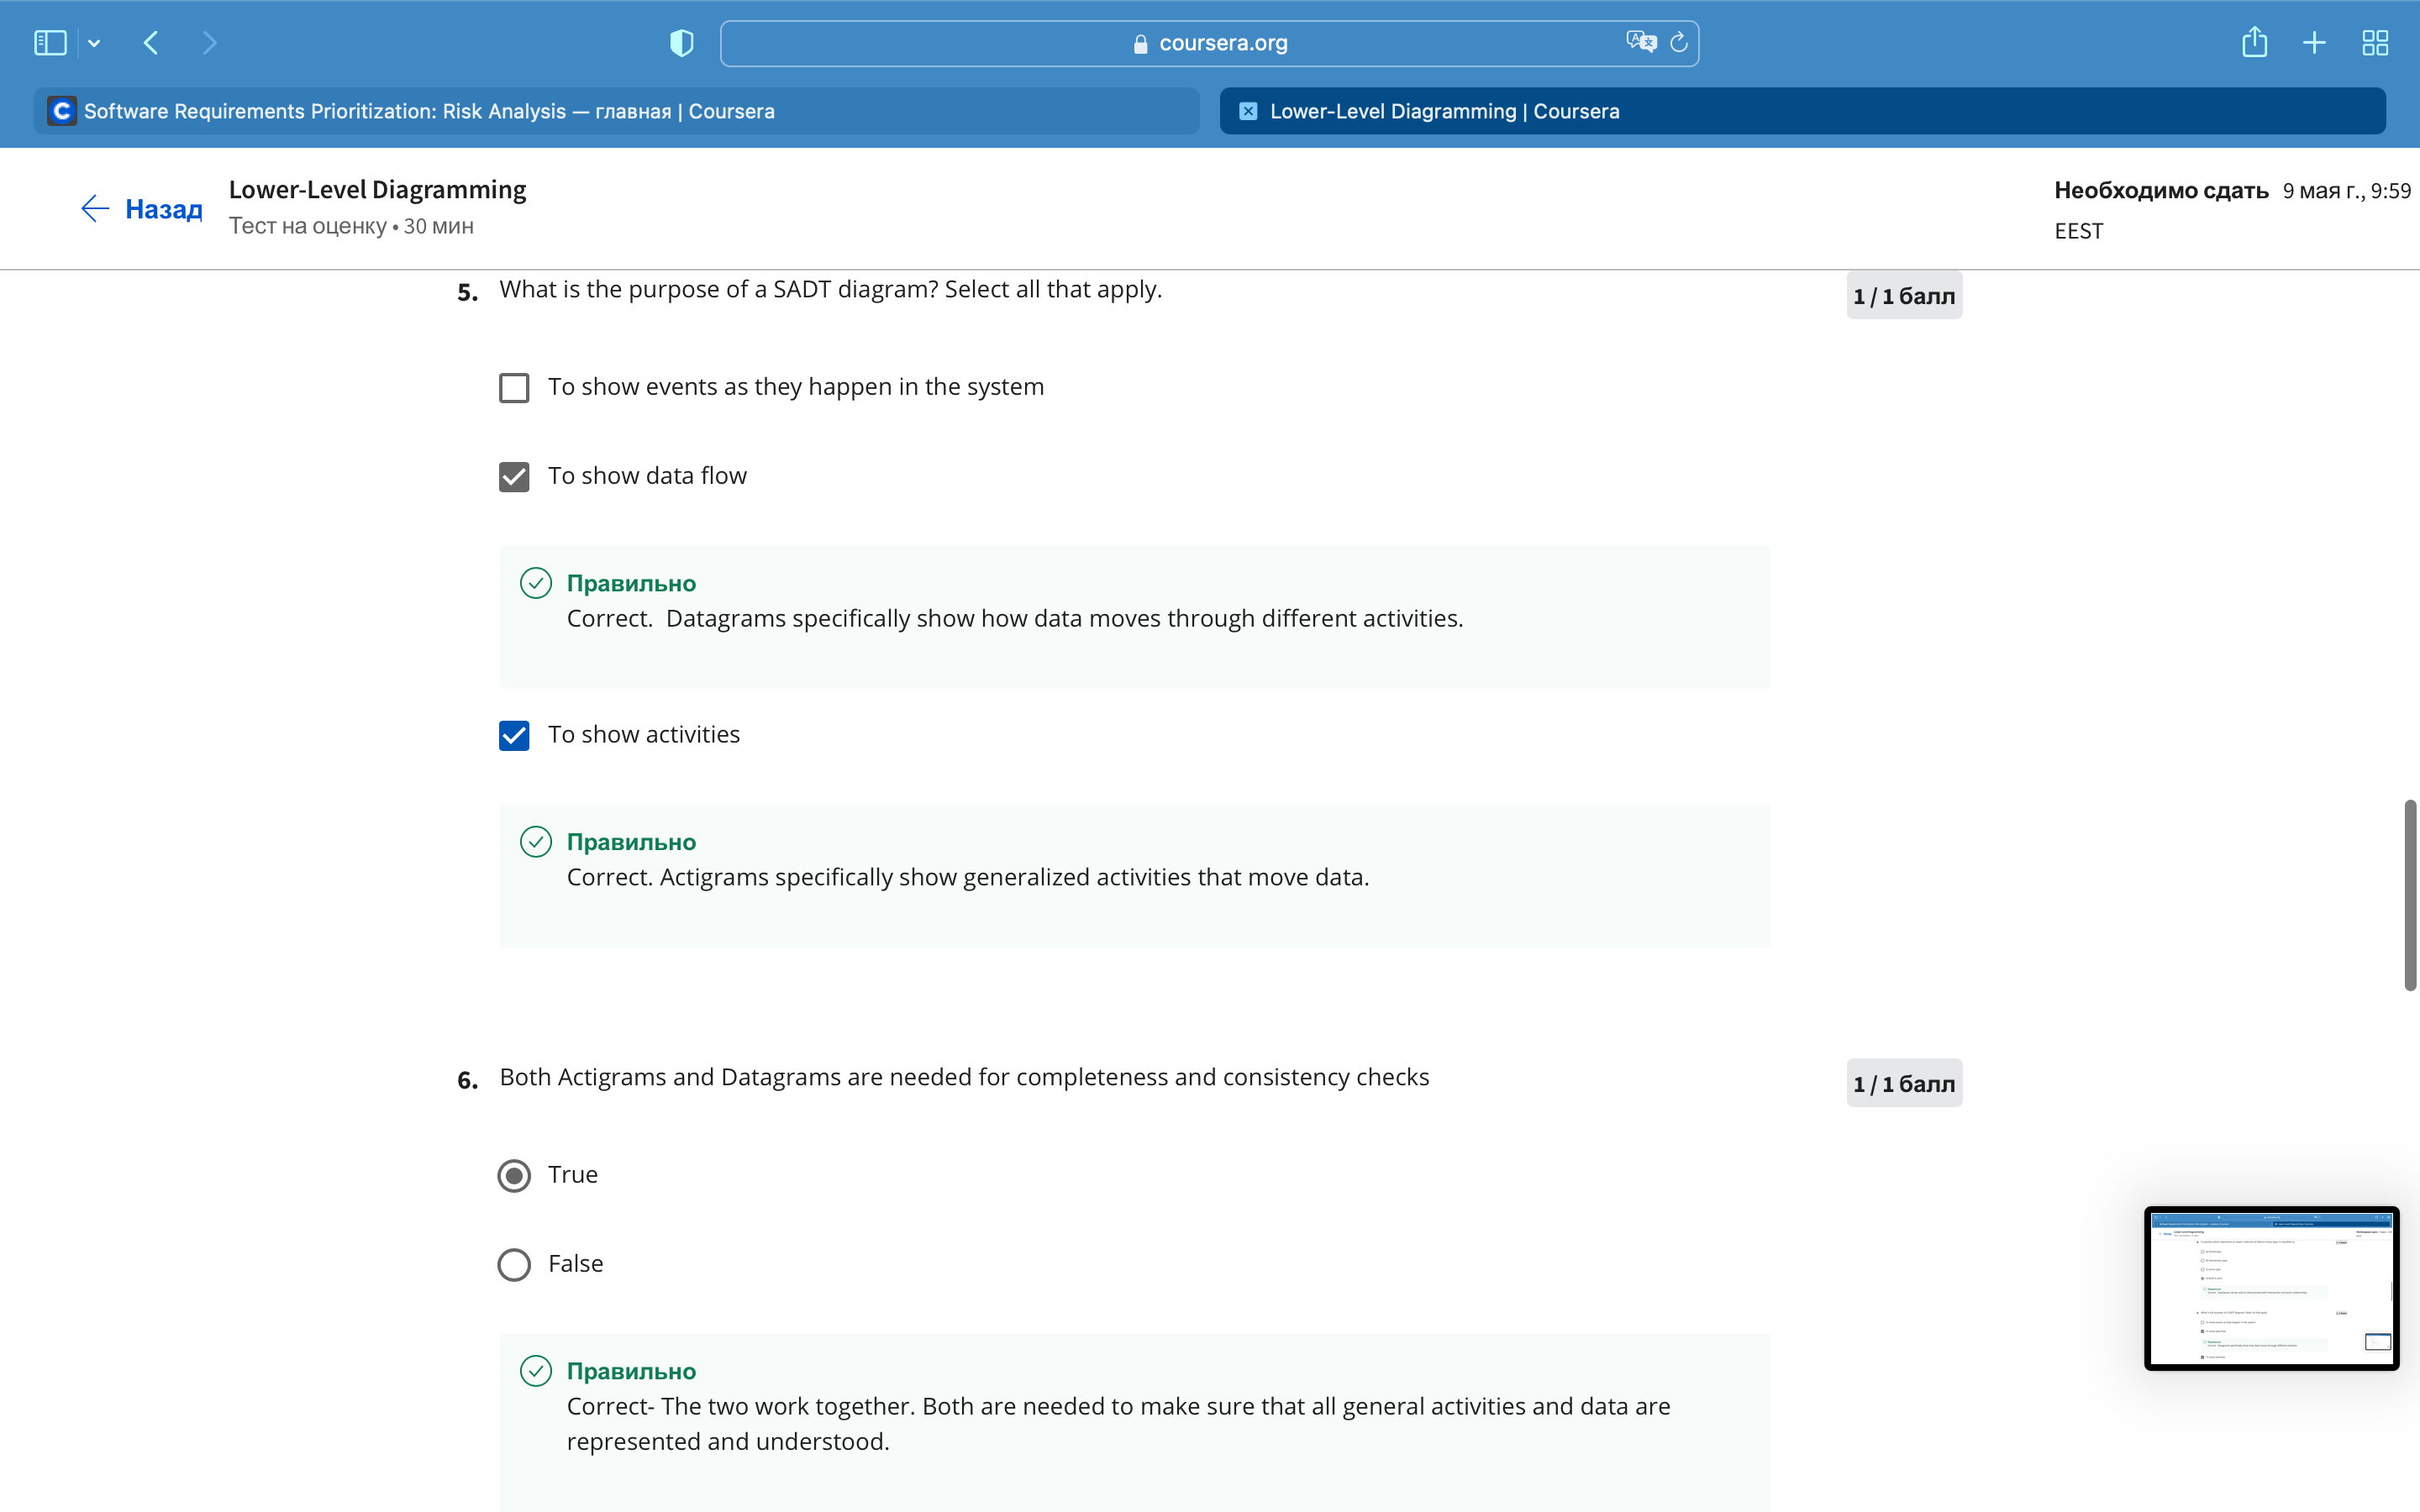 coursera.org
Software Requirements Prioritization: Risk Analysis — главная | Coursera
Lower-Level Diagramming | Coursera
Назад
Lower-Level Diagramming
Тест на оценку • 30 мин
Необходимо сдать 9 мая г., 9:59
EEST
5. What is the purpose of a SADT diagram? Select all that apply.
1 / 1 балл
To show events as they happen in the system
To show data flow
Правильно
Correct.  Datagrams specifically show how data moves through different activities.
To show activities
Правильно
Correct. Actigrams specifically show generalized activities that move data.
6. Both Actigrams and Datagrams are needed for completeness and consistency checks
1 / 1 балл
True
False
Правильно
Correct- The two work together. Both are needed to make sure that all general activities and data are
represented and understood.